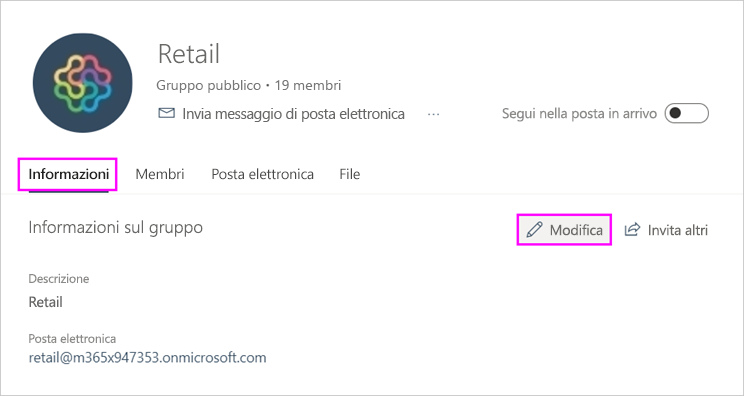 Retail
Gruppo pubblico • 19 membri
Invia messaggio di posta elettronica ...
Segui nella posta in arrivo
Informazioni Membri Posta elettronica File
Informazioni sul gruppo
Modifica Invita altri
Descrizione
Retail
Posta elettronica
retail@m365x947353.onmicrosoft.com